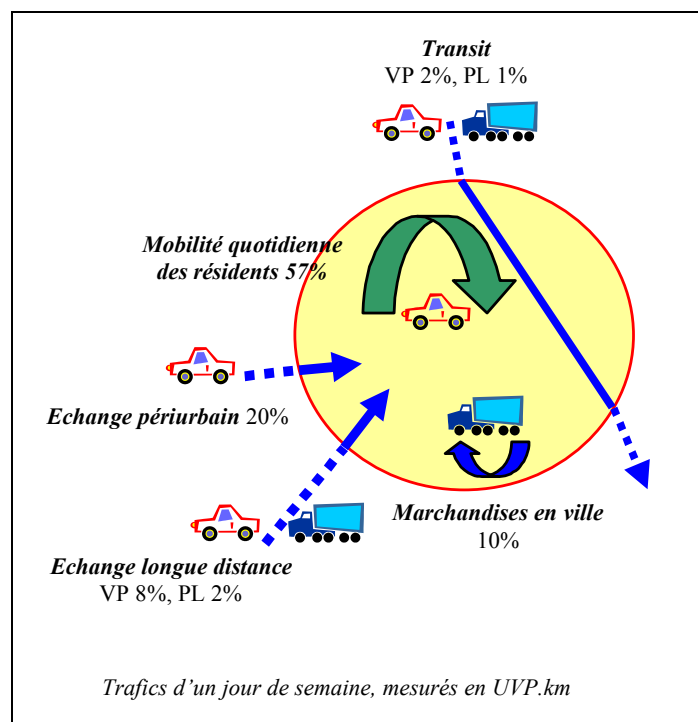 Transit
VP 2%, PL 1%
Mobilité quotidienne
des résidents 57%
Echange périurbain 20%
Marchandises en ville
10%
Echange longue distance
VP 8%, PL 2%
Trafics d'un jour de semaine, mesurés en UVP.km